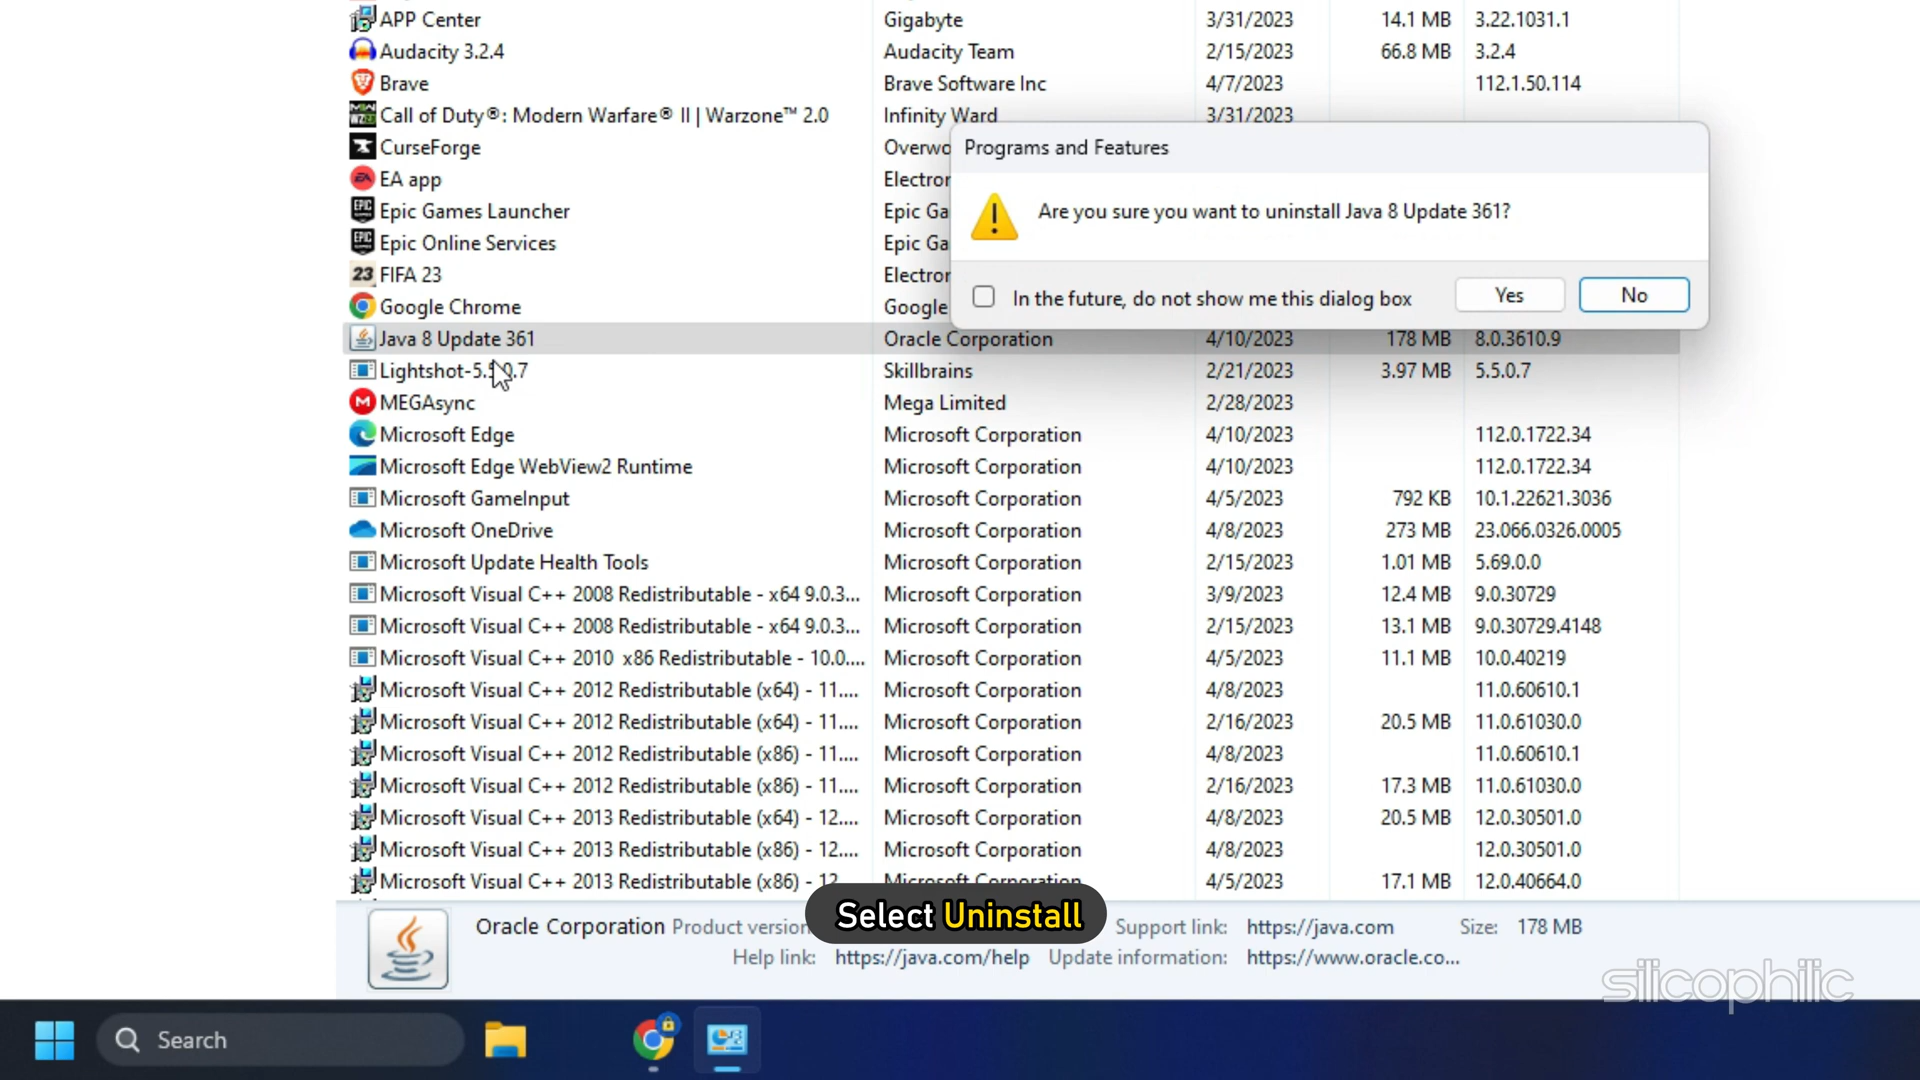 APP Center Gigabyte 3/31/2023 14.1 MB 3.22.1031.1
Audacity 3.2.4 Audacity Team 2/15/2023 66.8 MB 3.2.4
Brave Brave Software Inc 4/7/2023 112.1.50.114
Call of Duty®: Modern Warfare® II | Warzone™ 2.0 Infinity Ward 3/31/2023
CurseForge Overwo
Programs and Features
EA app Electror
Are you sure you want to uninstall Java 8 Update 361?
Epic Games Launcher Epic Ga
Epic Online Services Epic Ga
FIFA 23 Electror
In the future, do not show me this dialog box Yes No
Google Chrome Google
Java 8 Update 361 Oracle Corporation 4/10/2023 178 MB 8.0.3610.9
Lightshot-5.5.0.7 Skillbrains 2/21/2023 3.97 MB 5.5.0.7
MEGAsync Mega Limited 2/28/2023
Microsoft Edge Microsoft Corporation 4/10/2023 112.0.1722.34
Microsoft Edge WebView2 Runtime Microsoft Corporation 4/10/2023 112.0.1722.34
Microsoft GameInput Microsoft Corporation 4/5/2023 792 KB 10.1.22621.3036
Microsoft OneDrive Microsoft Corporation 4/8/2023 273 MB 23.066.0326.0005
Microsoft Update Health Tools Microsoft Corporation 2/15/2023 1.01 MB 5.69.0.0
Microsoft Visual C++ 2008 Redistributable - x64 9.0.3... Microsoft Corporation 3/9/2023 12.4 MB 9.0.30729
Microsoft Visual C++ 2008 Redistributable - x64 9.0.3... Microsoft Corporation 2/15/2023 13.1 MB 9.0.30729.4148
Microsoft Visual C++ 2010 x86 Redistributable - 10.0.... Microsoft Corporation 4/5/2023 11.1 MB 10.0.40219
Microsoft Visual C++ 2012 Redistributable (x64) - 11.... Microsoft Corporation 4/8/2023 11.0.60610.1
Microsoft Visual C++ 2012 Redistributable (x64) - 11.... Microsoft Corporation 2/16/2023 20.5 MB 11.0.61030.0
Microsoft Visual C++ 2012 Redistributable (x86) - 11.... Microsoft Corporation 4/8/2023 11.0.60610.1
Microsoft Visual C++ 2012 Redistributable (x86) - 11.... Microsoft Corporation 2/16/2023 17.3 MB 11.0.61030.0
Microsoft Visual C++ 2013 Redistributable (x64) - 12.... Microsoft Corporation 4/8/2023 20.5 MB 12.0.30501.0
Microsoft Visual C++ 2013 Redistributable (x86) - 12.... Microsoft Corporation 4/8/2023 12.0.30501.0
Microsoft Visual C++ 2013 Redistributable (x86) - 12 Microsoft Corporation 4/5/2023 17.1 MB 12.0.40664.0
Select Uninstall
Oracle Corporation Product version Support link: https://java.com Size: 178 MB
Help link: https://java.com/help Update information: https://www.oracle.co...
silicophilic
Search